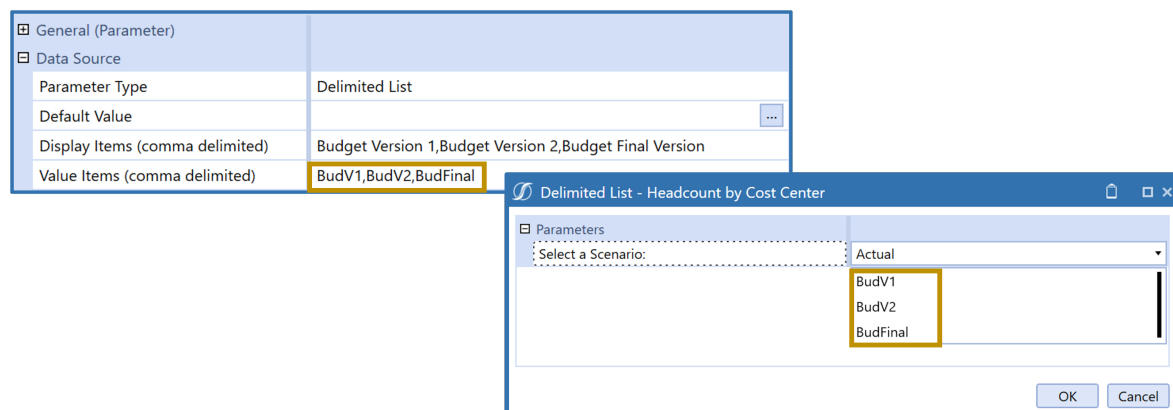 General (Parameter)
Data Source
Parameter Type Delimited List
Default Value ...
Display Items (comma delimited) Budget Version 1,Budget Version 2,Budget Final Version
Value Items (comma delimited) BudV1,BudV2,BudFinal
Delimited List - Headcount by Cost Center
Parameters
Select a Scenario: Actual
BudV1
BudV2
BudFinal
OK Cancel